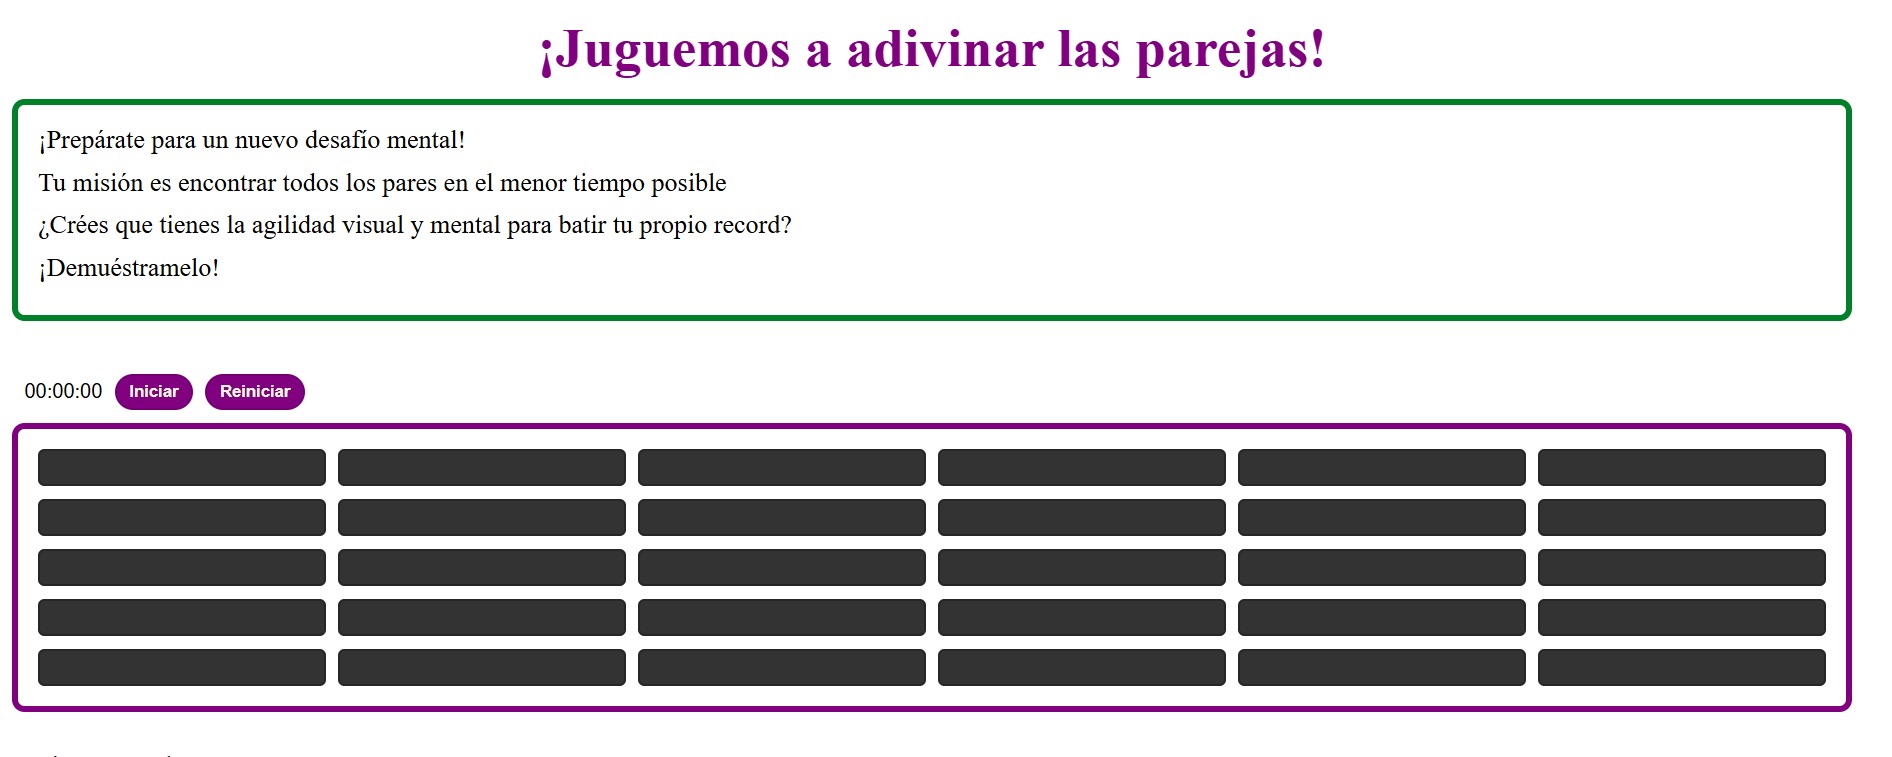 ¡Juguemos a adivinar las parejas!
¡Prepárate para un nuevo desafío mental!
Tu misión es encontrar todos los pares en el menor tiempo posible
¿Crées que tienes la agilidad visual y mental para batir tu propio record?
¡Demuéstramelo!
00:00:00 Iniciar Reiniciar